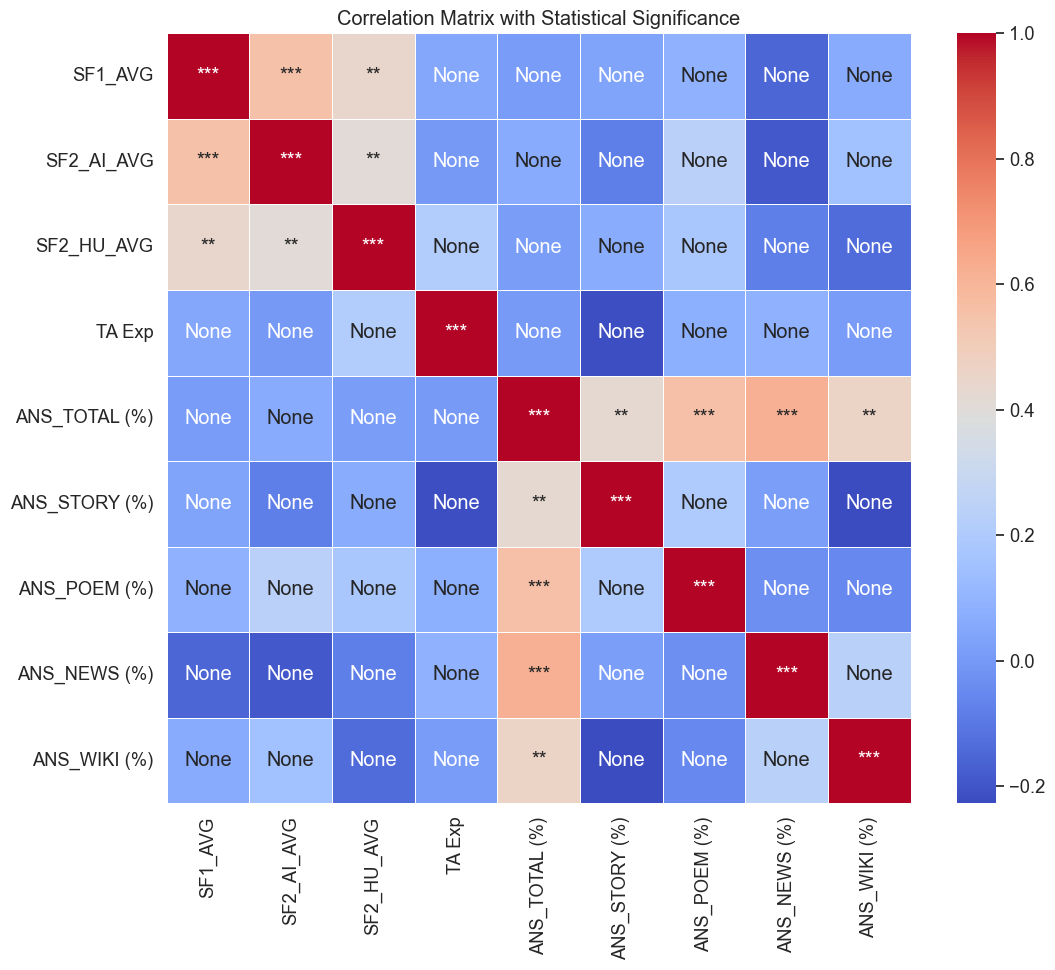 Correlation Matrix with Statistical Significance
SF1_AVG *** *** ** None None None None None None
SF2_AI_AVG *** *** ** None None None None None None
SF2_HU_AVG ** ** *** None None None None None None
TA Exp None None None *** None None None None None
ANS_TOTAL (%) None None None None *** ** *** *** **
ANS_STORY (%) None None None None ** *** None None None
ANS_POEM (%) None None None None *** None *** None None
ANS_NEWS (%) None None None None *** None None *** None
ANS_WIKI (%) None None None None ** None None None ***
SF1_AVG
SF2_AI_AVG
SF2_HU_AVG
TA Exp
ANS_TOTAL (%)
ANS_STORY (%)
ANS_POEM (%)
ANS_NEWS (%)
ANS_WIKI (%)
1.0
0.8
0.6
0.4
0.2
0.0
−0.2